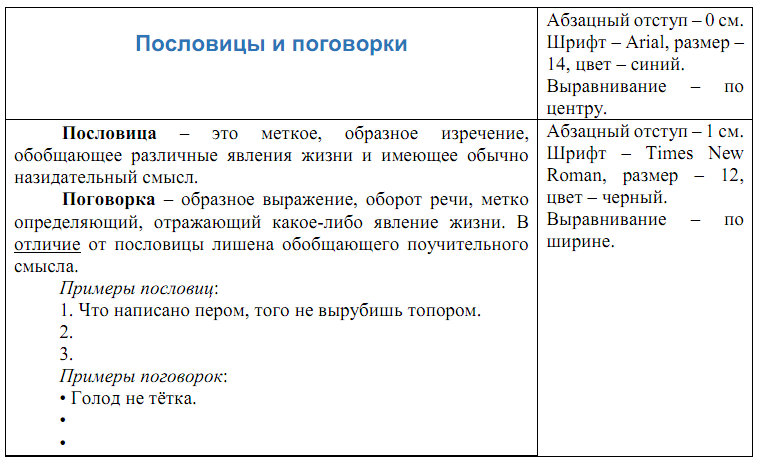 Пословицы и поговорки
Абзацный отступ – 0 см.
Шрифт – Arial, размер –
14, цвет – синий.
Выравнивание – по
центру.
Пословица – это меткое, образное изречение,
обобщающее различные явления жизни и имеющее обычно
назидательный смысл.
Поговорка – образное выражение, оборот речи, метко
определяющий, отражающий какое-либо явление жизни. В
отличие от пословицы лишена обобщающего поучительного
смысла.
Примеры пословиц:
1. Что написано пером, того не вырубишь топором.
2.
3.
Примеры поговорок:
• Голод не тётка.
•
•
Абзацный отступ – 1 см.
Шрифт – Times New
Roman, размер – 12,
цвет – черный.
Выравнивание – по
ширине.